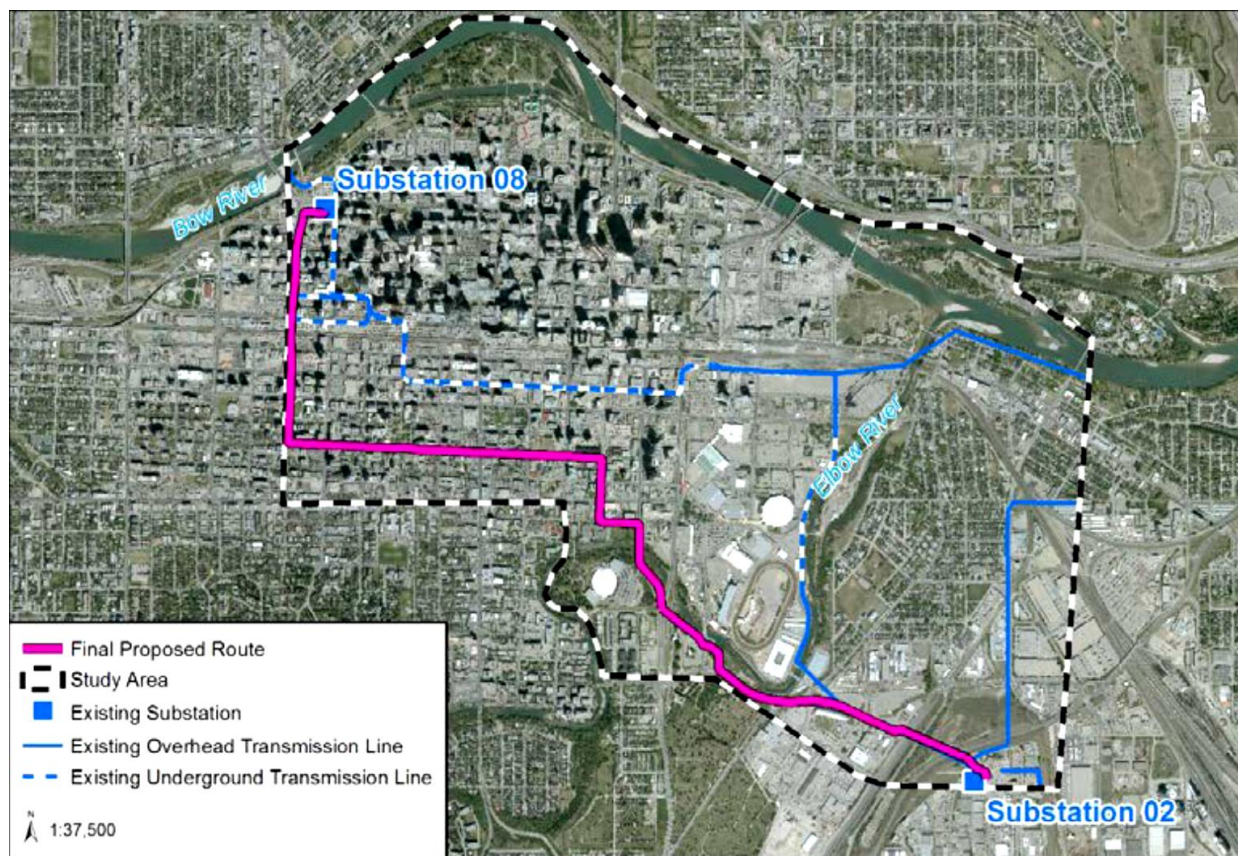 Substation 08
Bow River
Elbow River
Final Proposed Route
Study Area
Existing Substation
Existing Overhead Transmission Line
Existing Underground Transmission Line
N
1:37,500
Substation 02